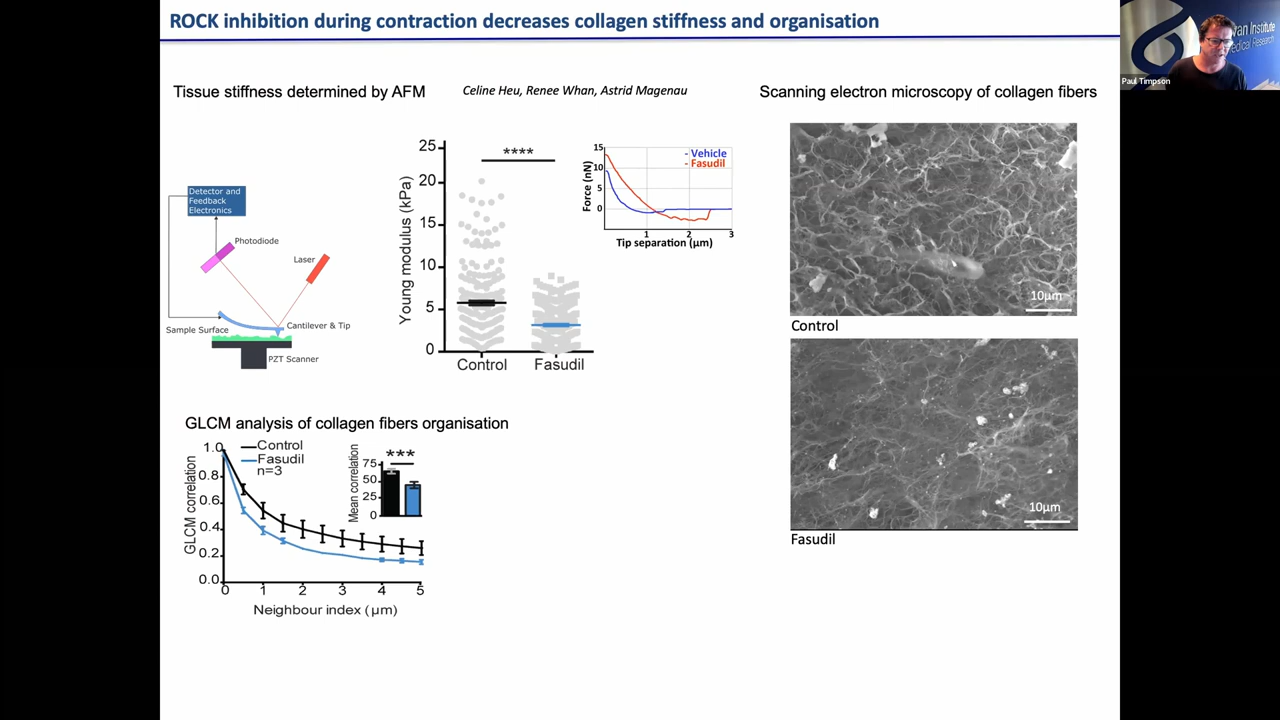 ROCK inhibition during contraction decreases collagen stiffness and organisation
Tissue stiffness determined by AFM
Celine Heu, Renee Whan, Astrid Magenau
Scanning electron microscopy of collagen fibers
Paul Timpson
Detector and
Feedback
Electronics
Photodiode
Laser
Sample Surface
Cantilever & Tip
PZT Scanner
Young modulus (kPa)
25
20
15
10
5
0
****
Control
Fasudil
Force (nN)
15
10
5
0
- Vehicle
- Fasudil
1
2
3
Tip separation (µm)
10µm
Control
10µm
Fasudil
GLCM analysis of collagen fibers organisation
GLCM correlation
1.0
0.8
0.6
0.4
0.2
0.0
Control
Fasudil
n=3
Mean correlation
75
50
25
0
***
0
1
2
3
4
5
Neighbour index (µm)